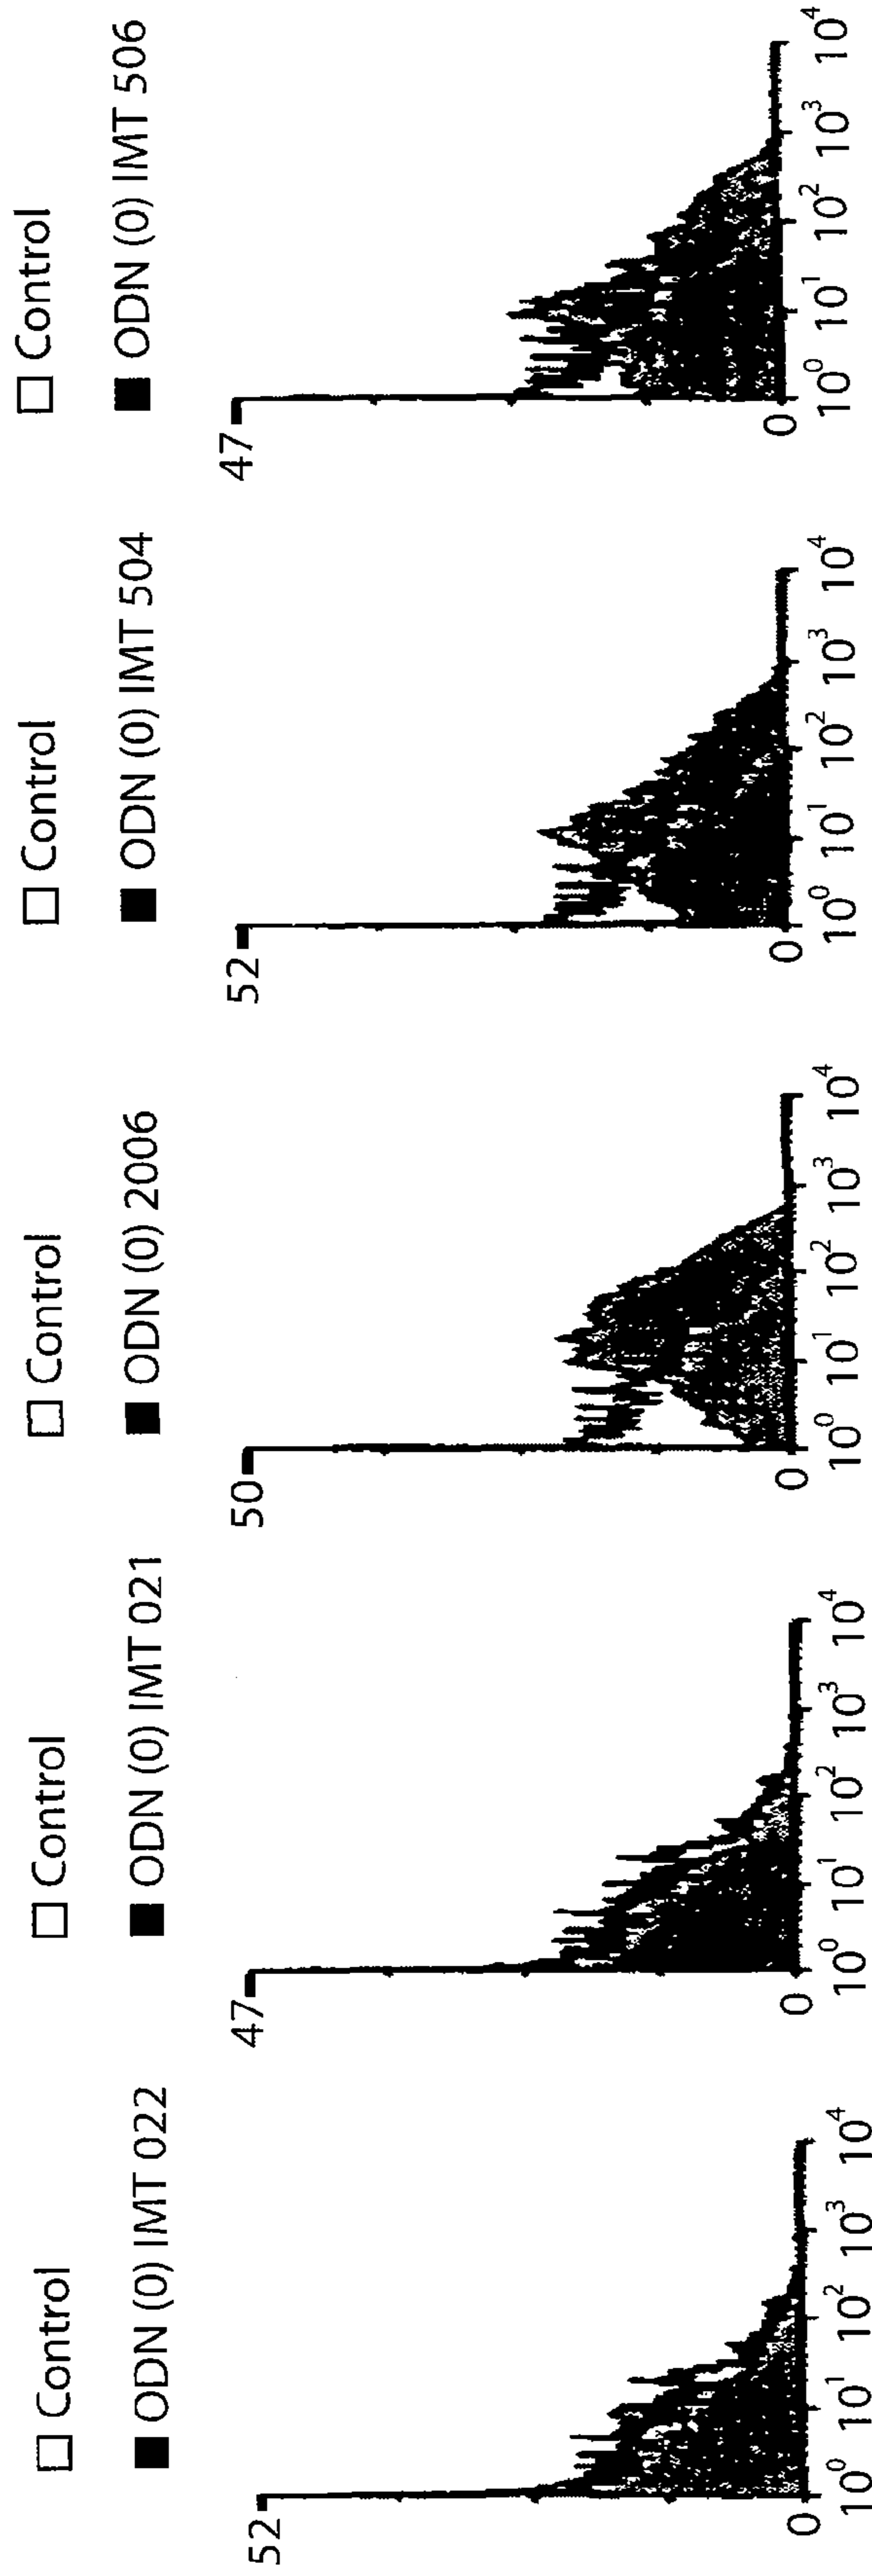 Control
ODN (0) IMT 022
52
0
10⁰ 10¹ 10² 10³ 10⁴
Control
ODN (0) IMT 021
47
0
10⁰ 10¹ 10² 10³ 10⁴
Control
ODN (0) 2006
50
0
10⁰ 10¹ 10² 10³ 10⁴
Control
ODN (0) IMT 504
52
0
10⁰ 10¹ 10² 10³ 10⁴
Control
ODN (0) IMT 506
47
0
10⁰ 10¹ 10² 10³ 10⁴